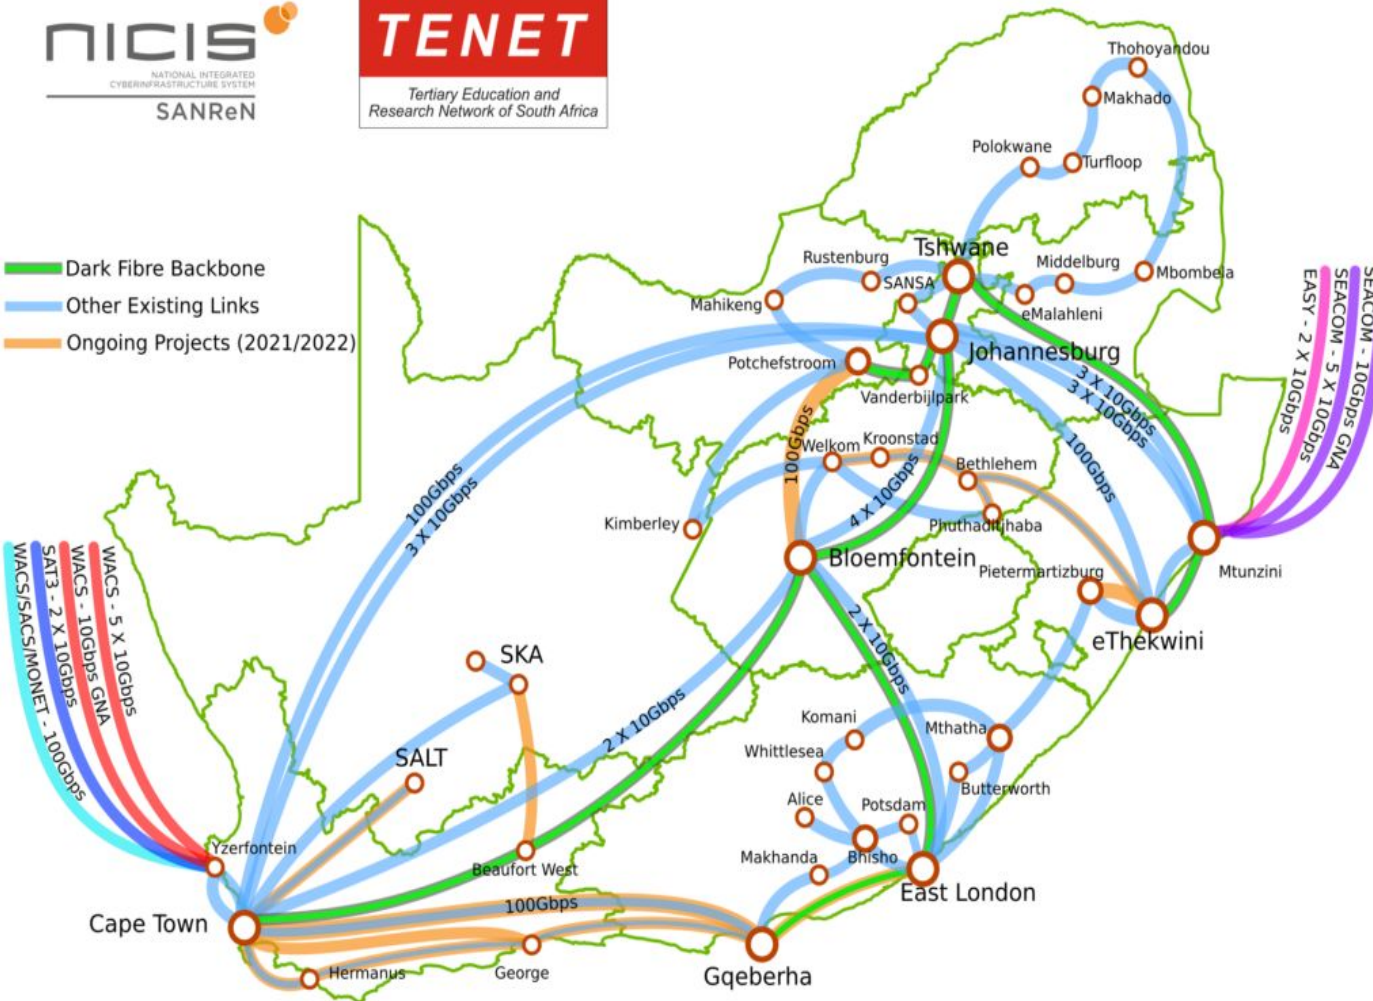 NICIS
NATIONAL INTEGRATED
CYBERINFRASTRUCTURE SYSTEM
SANReN
TENET
Tertiary Education and
Research Network of South Africa
Dark Fibre Backbone
Other Existing Links
Ongoing Projects (2021/2022)
Thohoyandou
Makhado
Polokwane
Turfloop
Tshwane
Rustenburg
SANSA
Middelburg
Mbombela
Mahikeng
eMalahleni
Johannesburg
Potchefstroom
Vanderbijlpark
3 X 10Gbps
3 X 10Gbps
100Gbps
EASY - 2 X 10Gbps
SEACOM - 5 X 10Gbps
SEACOM - 10Gbps GNA
100Gbps
Welkom
Kroonstad
Bethlehem
100Gbps
3 X 10Gbps
4 X 10Gbps
Kimberley
Phuthaditjhaba
Bloemfontein
Pietermartizburg
Mtunzini
eThekwini
WACS/SACS/MONET - 100Gbps
SAT3 - 2 X 10Gbps
WACS - 10Gbps GNA
WACS - 5 X 10Gbps
2 X 10Gbps
SKA
2 X 10Gbps
Komani
Mthatha
Whittlesea
SALT
Butterworth
Alice
Potsdam
Yzerfontein
Makhanda
Bhisho
Beaufort West
East London
100Gbps
Cape Town
Hermanus
George
Gqeberha